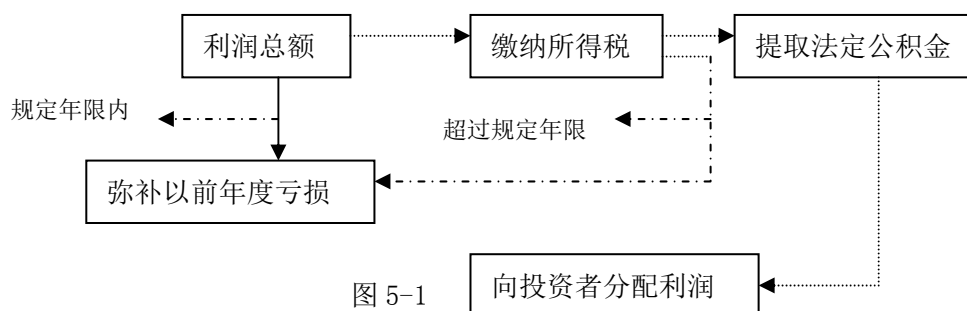 利润总额
缴纳所得税
提取法定公积金
规定年限内
超过规定年限
弥补以前年度亏损
向投资者分配利润
图 5-1